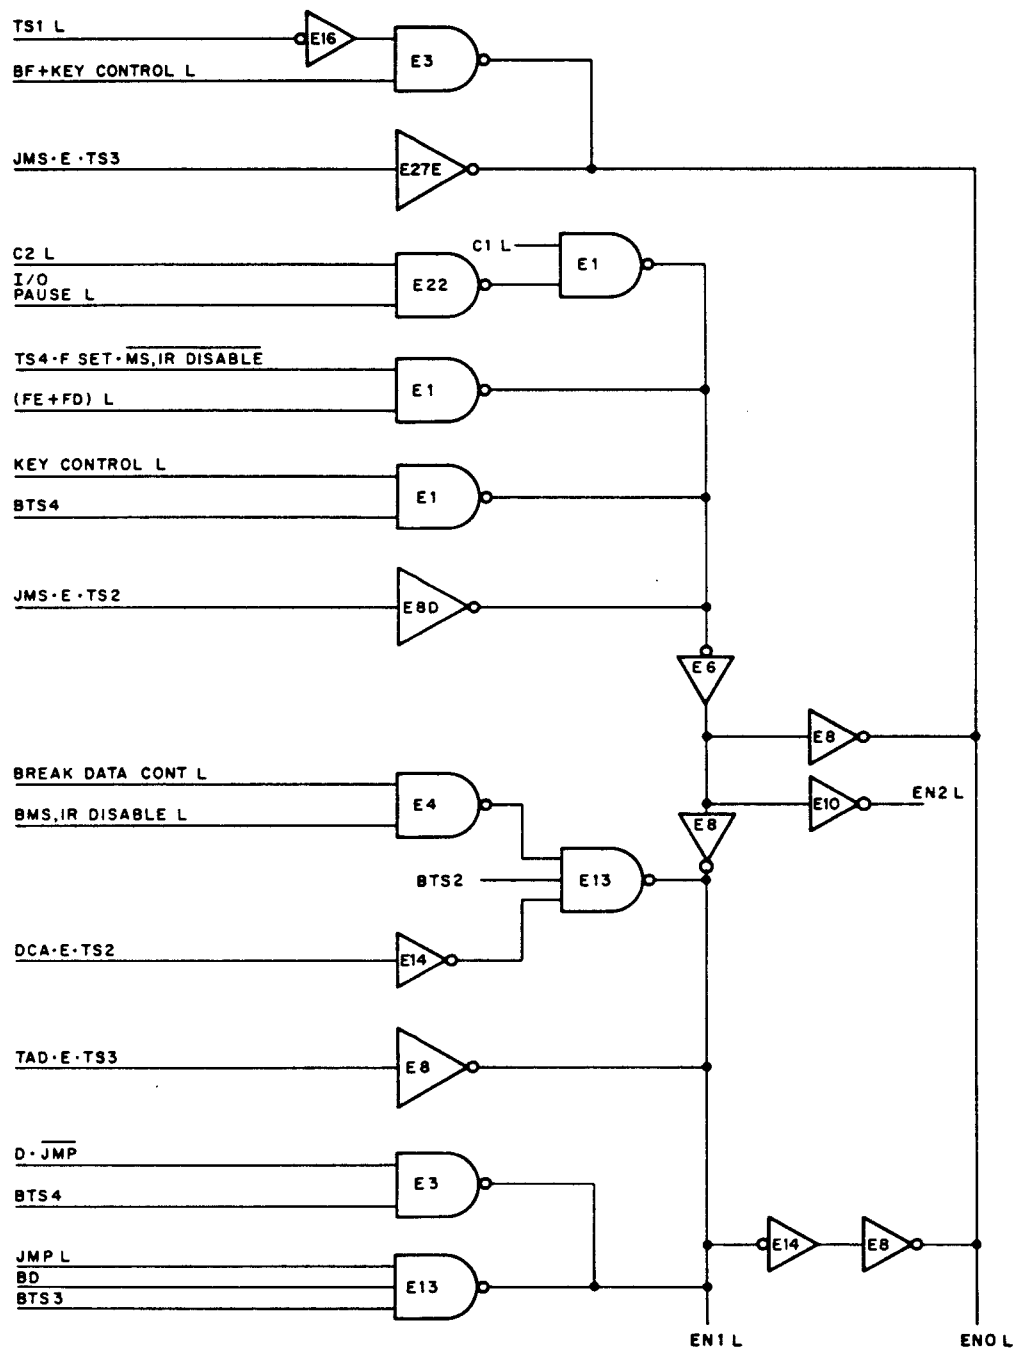 TS1 L
E16
E3
BF+KEY CONTROL L
JMS·E·TS3
E27E
C2 L
C1 L
E1
I/O
PAUSE L
E22
TS4·F SET·MS,IR DISABLE
E1
(FE+FD) L
KEY CONTROL L
E1
BTS4
JMS·E·TS2
E8D
E6
E8
BREAK DATA CONT L
E4
E10
EN2 L
BMS,IR DISABLE L
E8
BTS2
E13
DCA·E·TS2
E14
TAD·E·TS3
E8
D·JMP
E3
BTS4
E14
E8
JMP L
BD
E13
BTS3
EN1 L
EN0 L